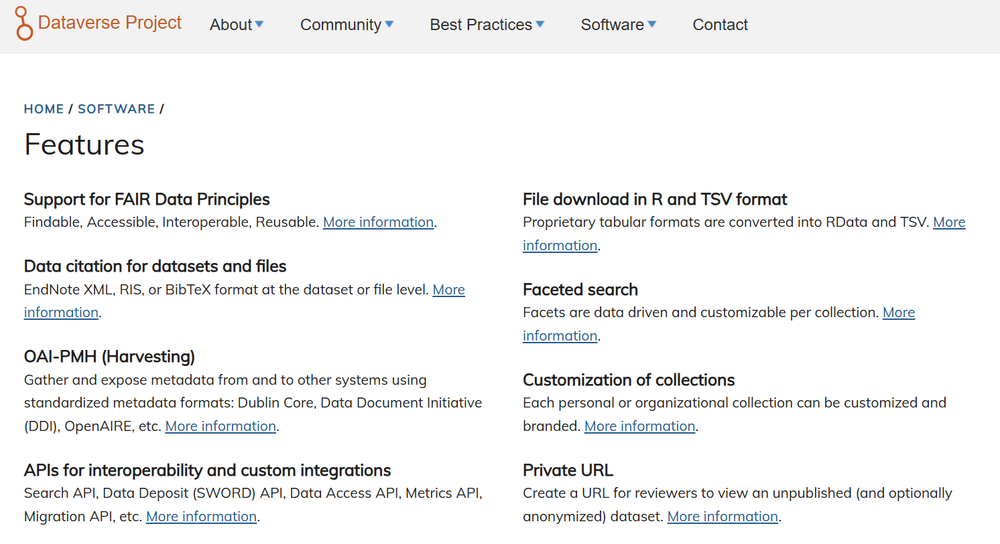 Dataverse Project
About
Community
Best Practices
Software
Contact
HOME / SOFTWARE /
Features
Support for FAIR Data Principles
Findable, Accessible, Interoperable, Reusable. More information.
Data citation for datasets and files
EndNote XML, RIS, or BibTeX format at the dataset or file level. More
information.
OAI-PMH (Harvesting)
Gather and expose metadata from and to other systems using
standardized metadata formats: Dublin Core, Data Document Initiative
(DDI), OpenAIRE, etc. More information.
APIs for interoperability and custom integrations
Search API, Data Deposit (SWORD) API, Data Access API, Metrics API,
Migration API, etc. More information.
File download in R and TSV format
Proprietary tabular formats are converted into RData and TSV. More
information.
Faceted search
Facets are data driven and customizable per collection. More
information.
Customization of collections
Each personal or organizational collection can be customized and
branded. More information.
Private URL
Create a URL for reviewers to view an unpublished (and optionally
anonymized) dataset. More information.